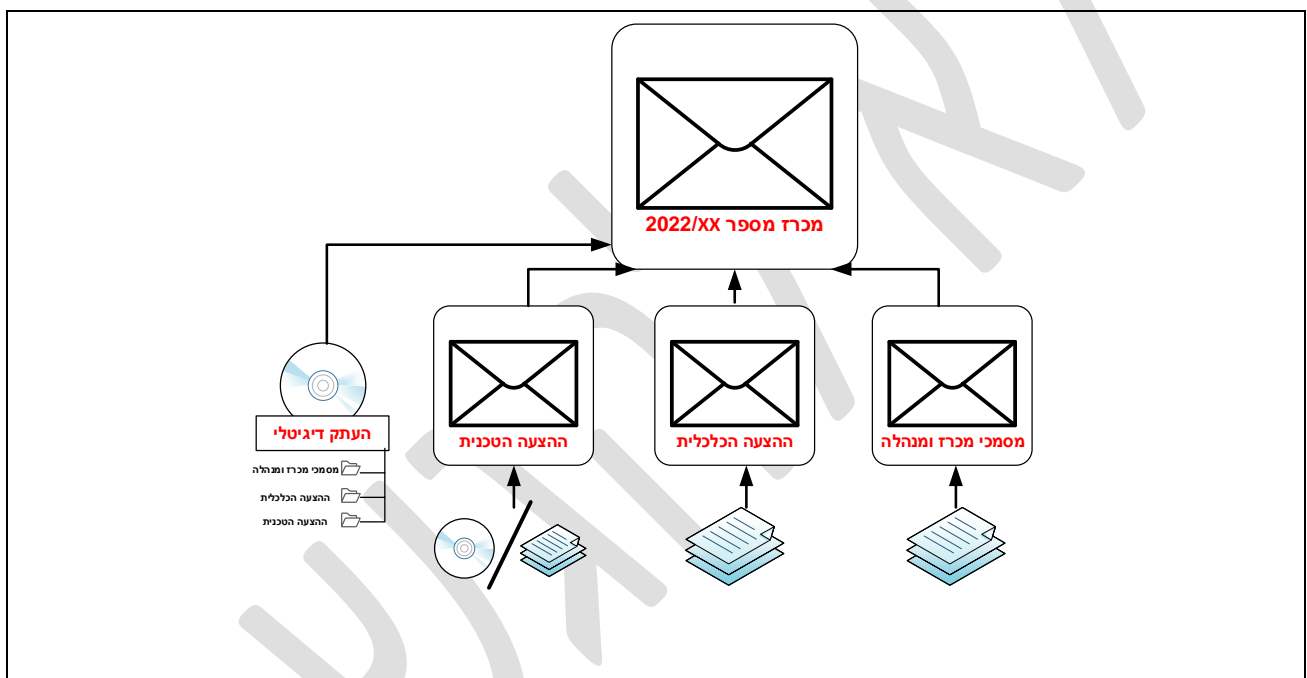 מכרז מספר 2022/XX
מסמכי מכרז ומנהלה
ההצעה הכלכלית
ההצעה הטכנית
העתק דיגיטלי
מסמכי מכרז ומנהלה
ההצעה הכלכלית
ההצעה הטכנית